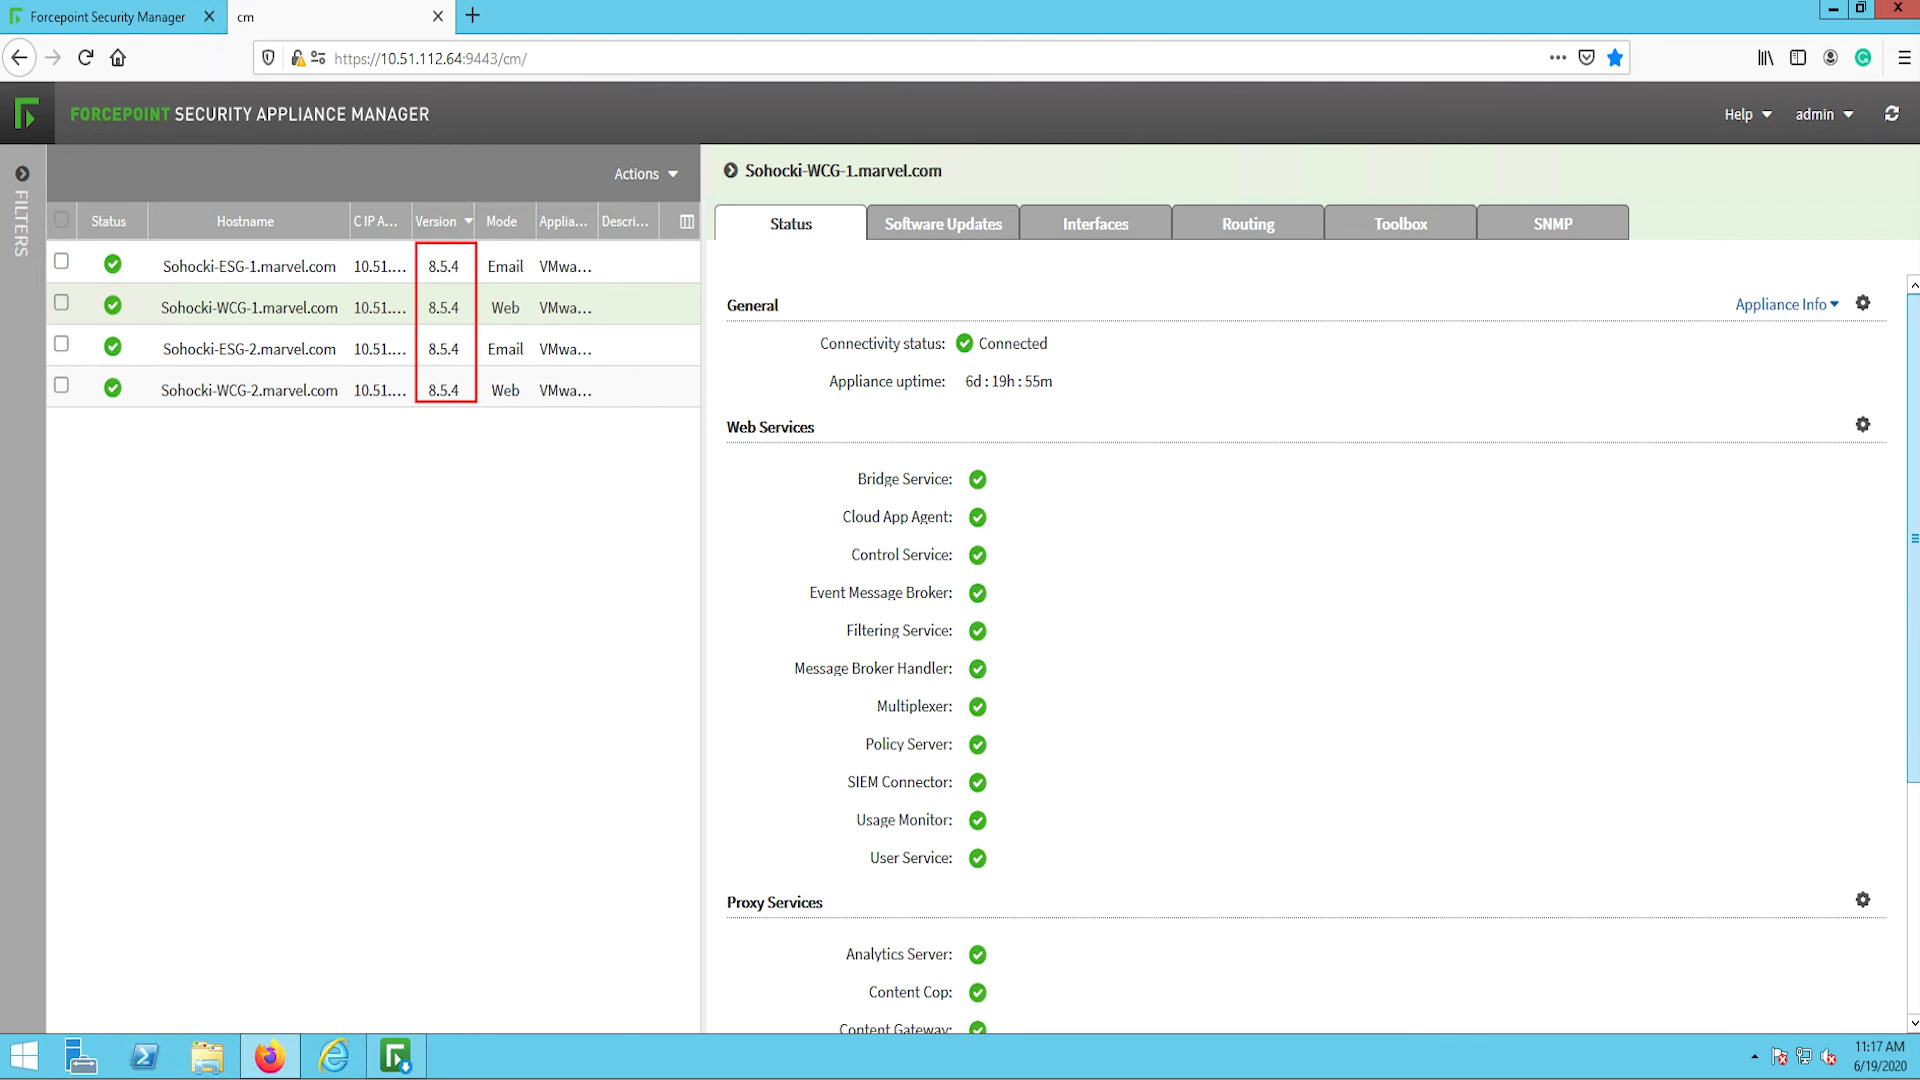 Forcepoint Security Manager
cm
https://10.51.112.64:9443/cm/
FORCEPOINT SECURITY APPLIANCE MANAGER
Help
admin
FILTERS
Actions
Status Hostname C IP A... Version Mode Applia... Descri...
Sohocki-ESG-1.marvel.com 10.51.... 8.5.4 Email VMwa...
Sohocki-WCG-1.marvel.com 10.51.... 8.5.4 Web VMwa...
Sohocki-ESG-2.marvel.com 10.51.... 8.5.4 Email VMwa...
Sohocki-WCG-2.marvel.com 10.51.... 8.5.4 Web VMwa...
Sohocki-WCG-1.marvel.com
Status Software Updates Interfaces Routing Toolbox SNMP
General
Appliance Info
Connectivity status: Connected
Appliance uptime: 6d : 19h : 55m
Web Services
Bridge Service:
Cloud App Agent:
Control Service:
Event Message Broker:
Filtering Service:
Message Broker Handler:
Multiplexer:
Policy Server:
SIEM Connector:
Usage Monitor:
User Service:
Proxy Services
Analytics Server:
Content Cop:
Content Gateway:
11:17 AM
6/19/2020